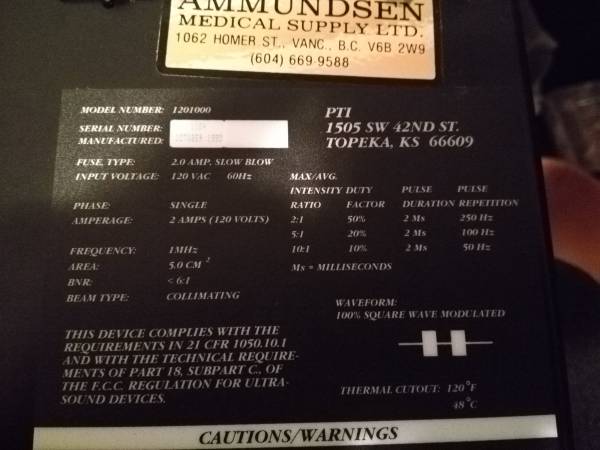 AMMUNDSEN
MEDICAL SUPPLY LTD.
1062 HOMER ST., VANC., B.C. V6B 2W9
(604) 669-9588
MODEL NUMBER: 1201000
SERIAL NUMBER:
MANUFACTURED: OCTOBER
FUSE, TYPE: 2.0 AMP, SLOW BLOW
INPUT VOLTAGE: 120 VAC 60Hz
PHASE: SINGLE
AMPERAGE: 2 AMPS (120 VOLTS)
FREQUENCY: 1MHz
AREA: 5.0 CM 2
BNR: < 6:1
BEAM TYPE: COLLIMATING
THIS DEVICE COMPLIES WITH THE
REQUIREMENTS IN 21 CFR 1050.10.1
AND WITH THE TECHNICAL REQUIRE-
MENTS OF PART 18, SUBPART C., OF
THE F.C.C. REGULATION FOR ULTRA-
SOUND DEVICES.
PTI
1505 SW 42ND ST.
TOPEKA, KS 66609
MAX/AVG.
INTENSITY DUTY PULSE PULSE
RATIO FACTOR DURATION REPETITION
2:1 50% 2 Ms 250 Hz
5:1 20% 2 Ms 100 Hz
10:1 10% 2 Ms 50 Hz
Ms = MILLISECONDS
WAVEFORM:
100% SQUARE WAVE MODULATED
THERMAL CUTOUT: 120°F
48°C
CAUTIONS/WARNINGS